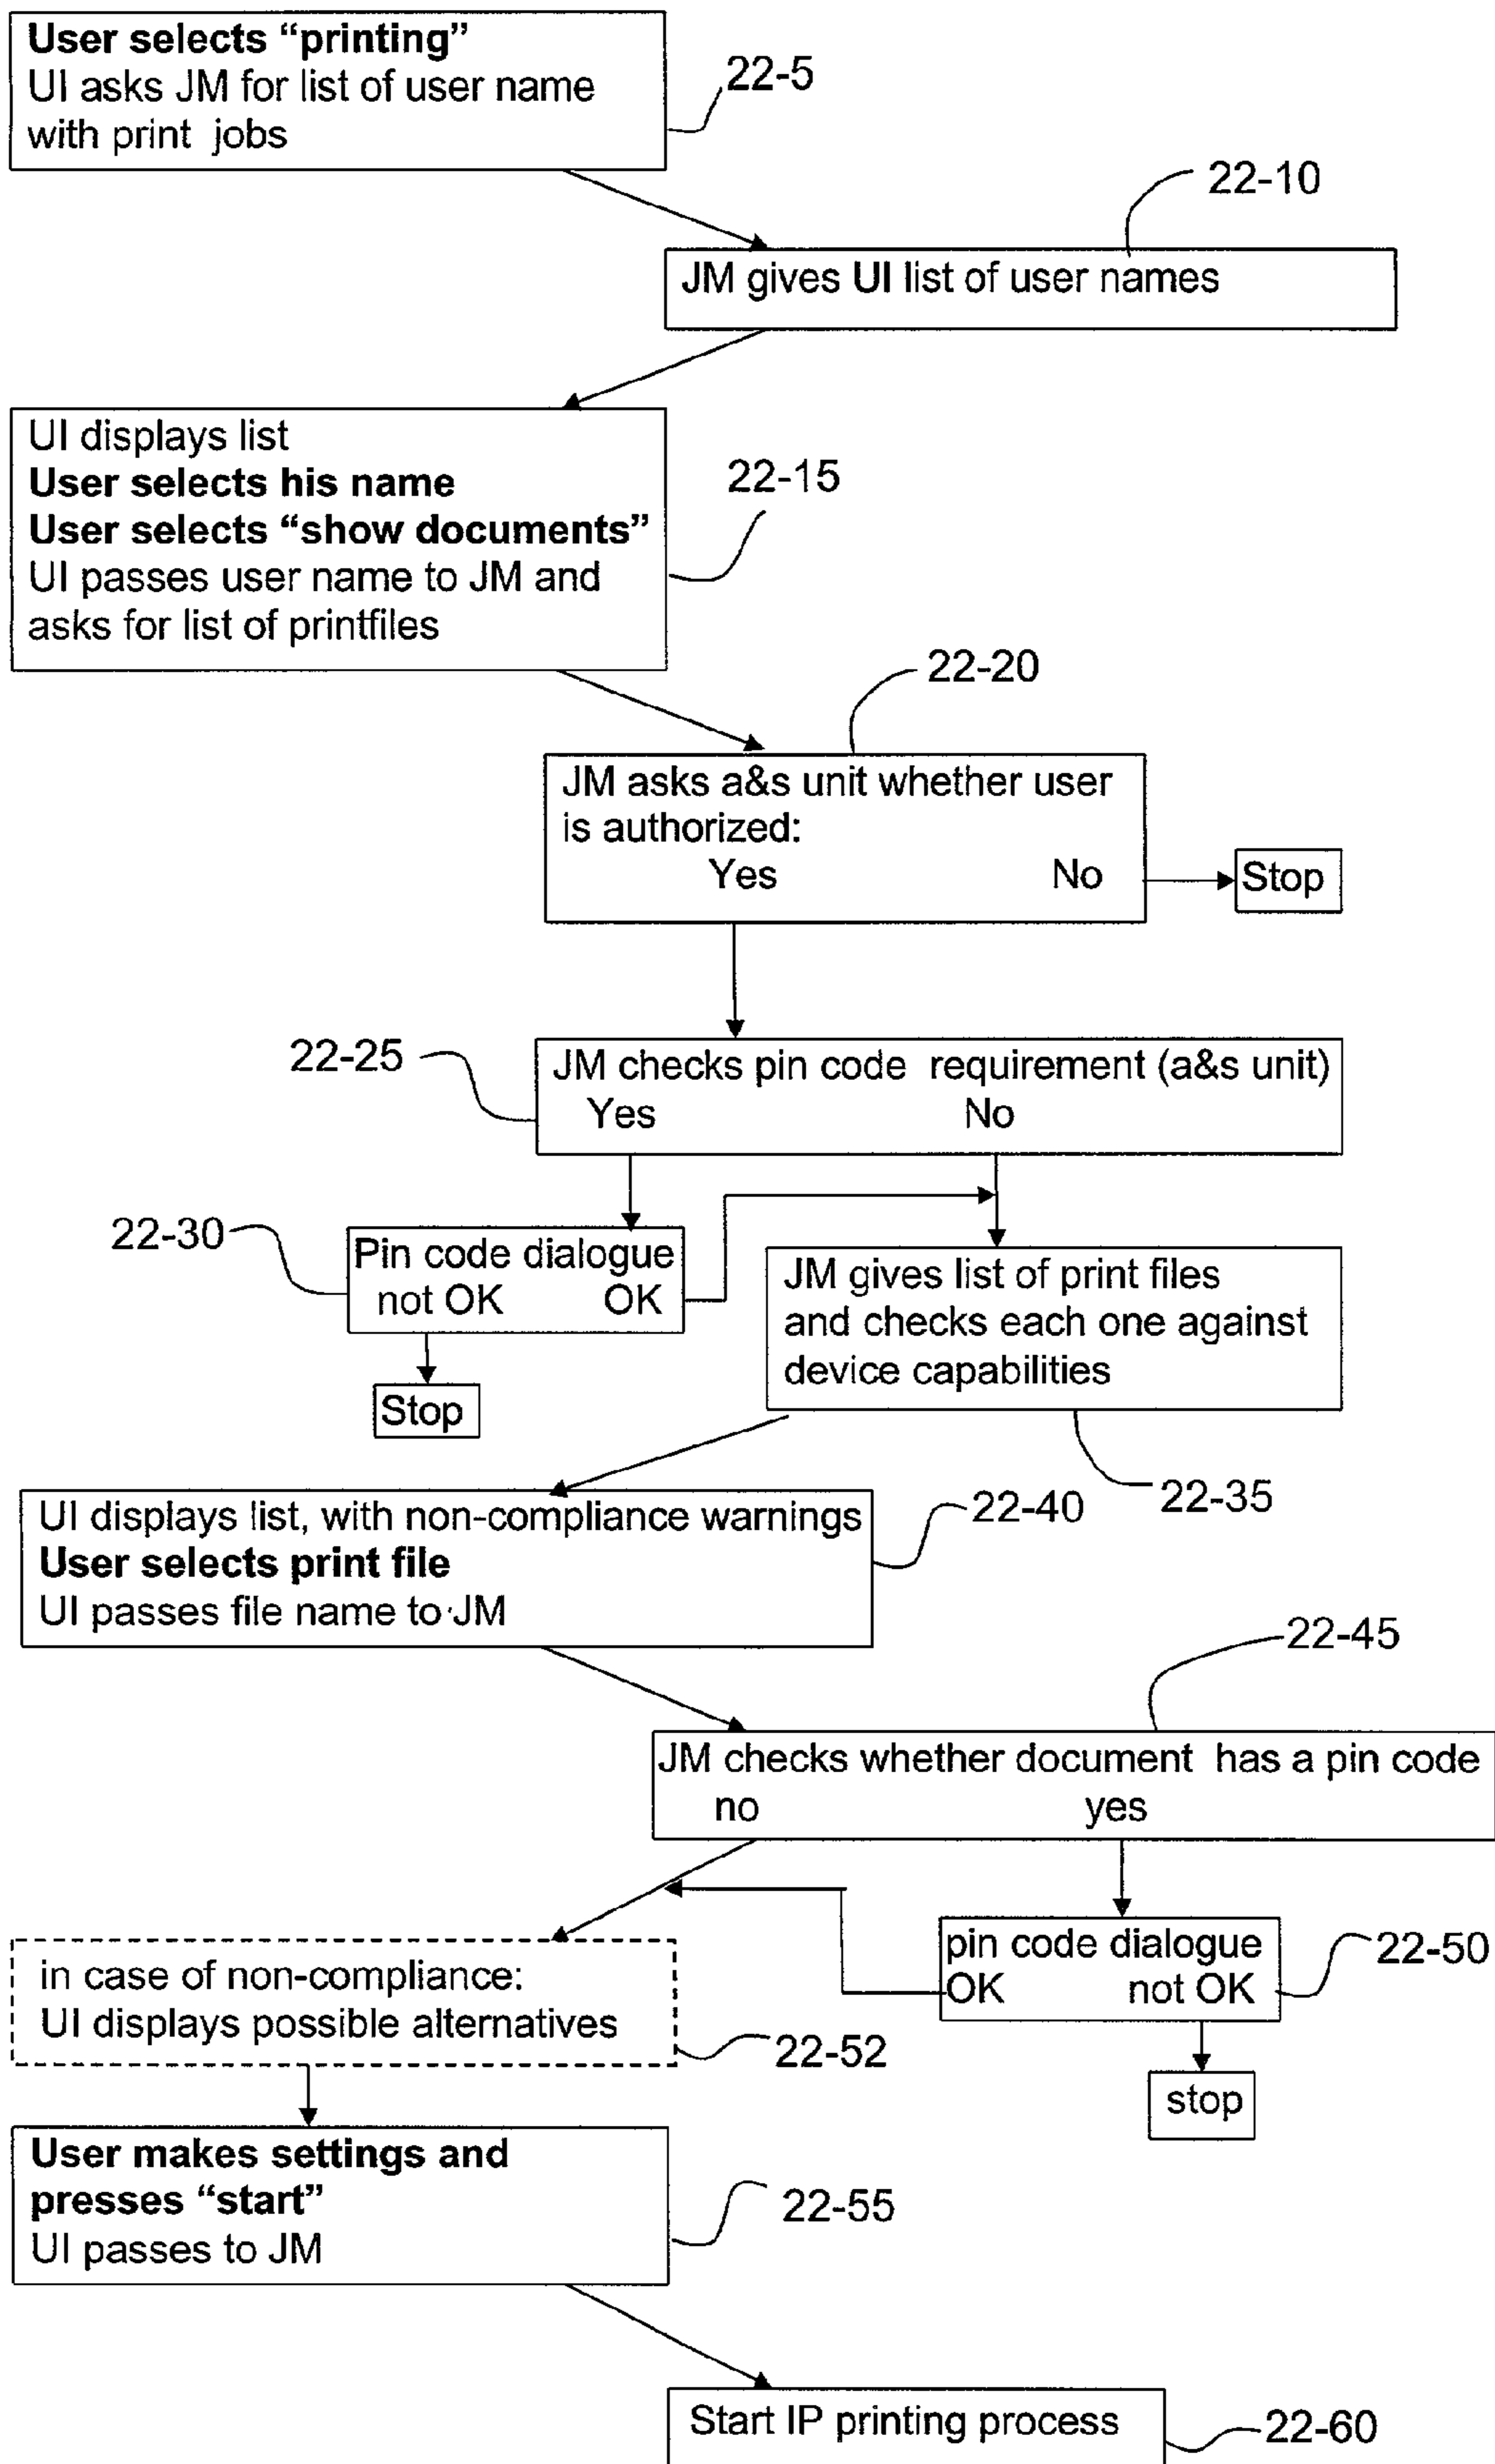 User selects “printing”
UI asks JM for list of user name
with print jobs
22-5
22-10
JM gives UI list of user names
UI displays list
User selects his name
User selects “show documents”
UI passes user name to JM and
asks for list of printfiles
22-15
22-20
JM asks a&s unit whether user
is authorized:
Yes No
Stop
22-25
JM checks pin code requirement (a&s unit)
Yes No
22-30
Pin code dialogue
not OK OK
Stop
JM gives list of print files
and checks each one against
device capabilities
22-35
UI displays list, with non-compliance warnings
User selects print file
UI passes file name to JM
22-40
22-45
JM checks whether document has a pin code
no yes
pin code dialogue
OK not OK
22-50
stop
in case of non-compliance:
UI displays possible alternatives
22-52
User makes settings and
presses “start”
UI passes to JM
22-55
Start IP printing process
22-60